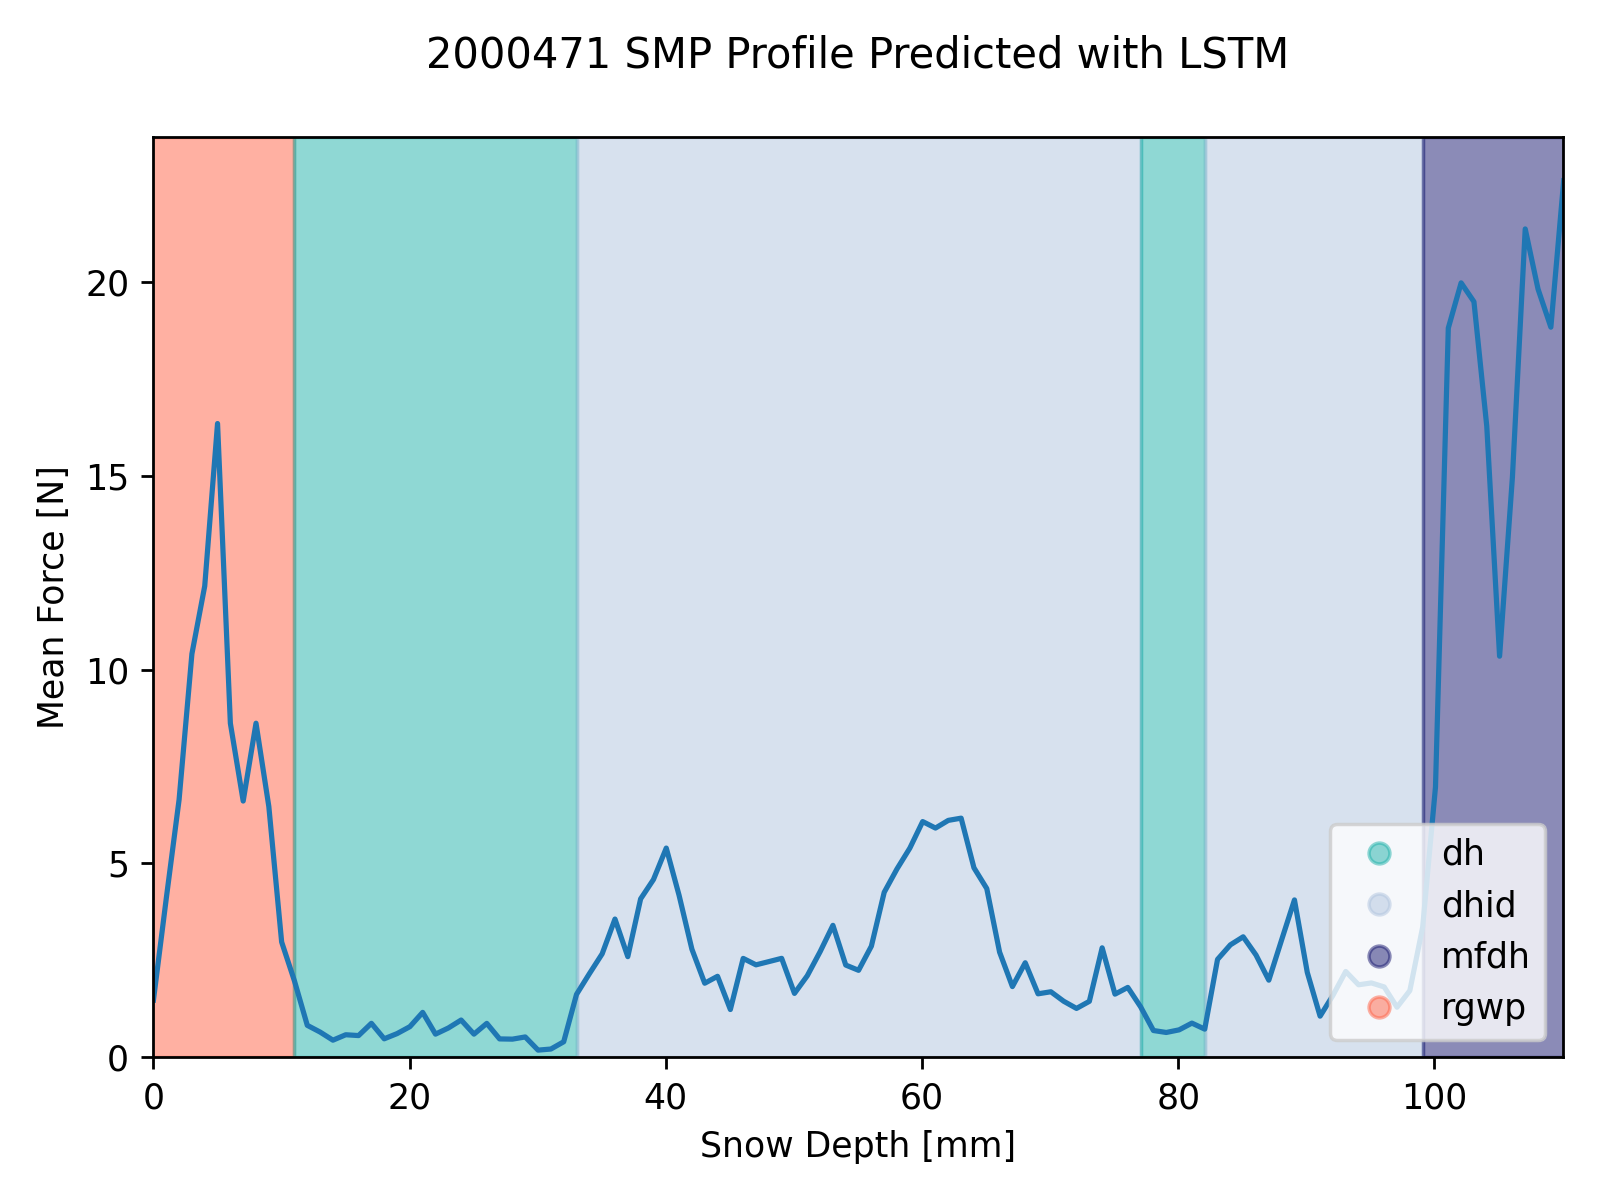 2000471 SMP Profile Predicted with LSTM
Mean Force [N]
20
15
10
5
0
dh
dhid
mfdh
rgwp
0 20 40 60 80 100
Snow Depth [mm]